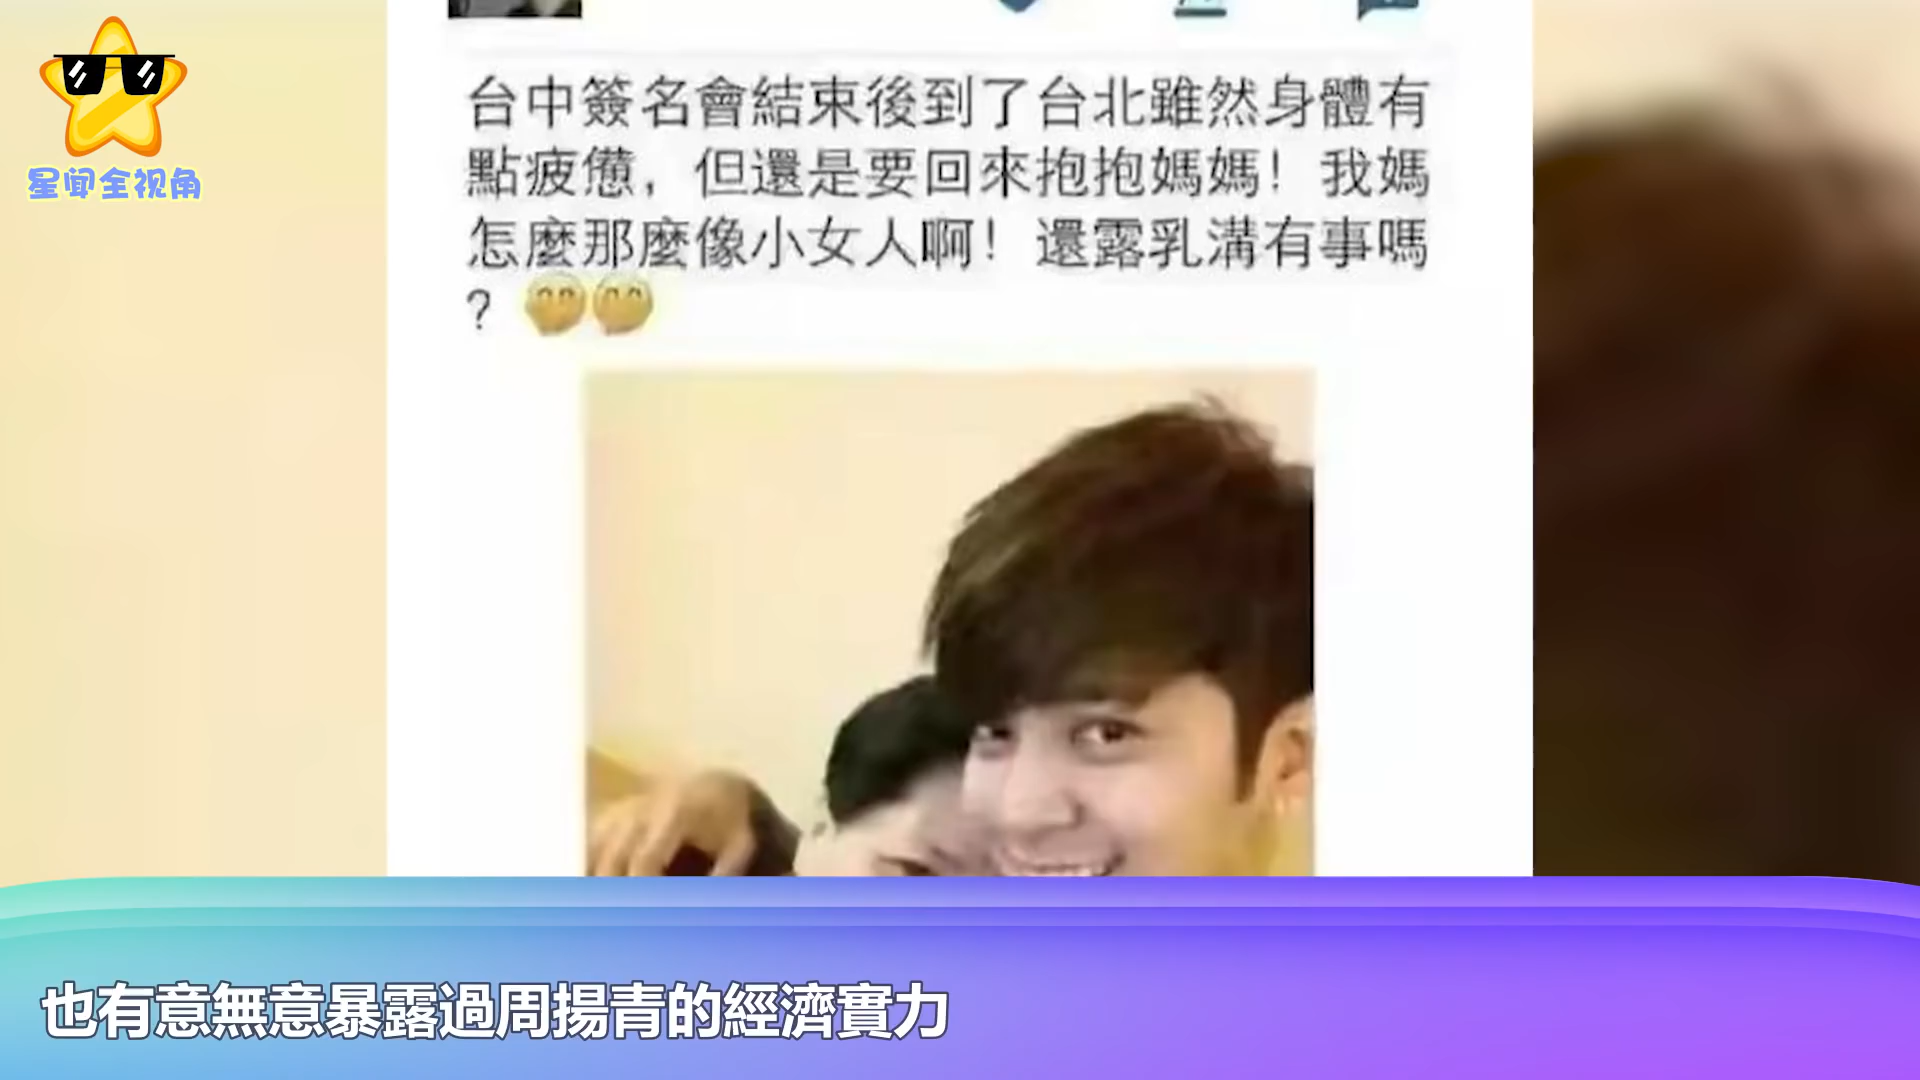 星闻全视角
台中簽名會結束後到了台北雖然身體有
點疲憊，但還是要回來抱抱媽媽！我媽
怎麼那麼像小女人啊！還露乳溝有事嗎
？
也有意無意暴露過周揚青的經濟實力